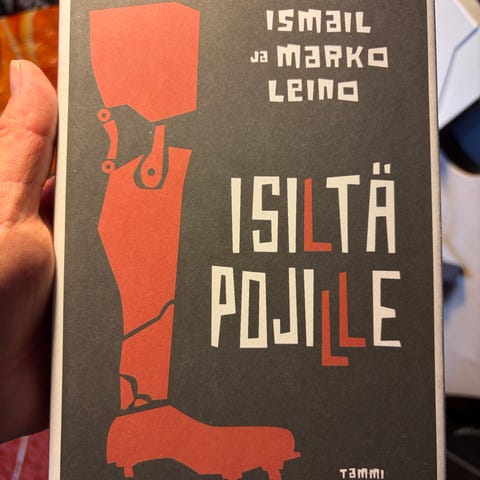 ISMAIL
JA MARKO
LEINO
ISILTÄ
POJILLE
TAMMI